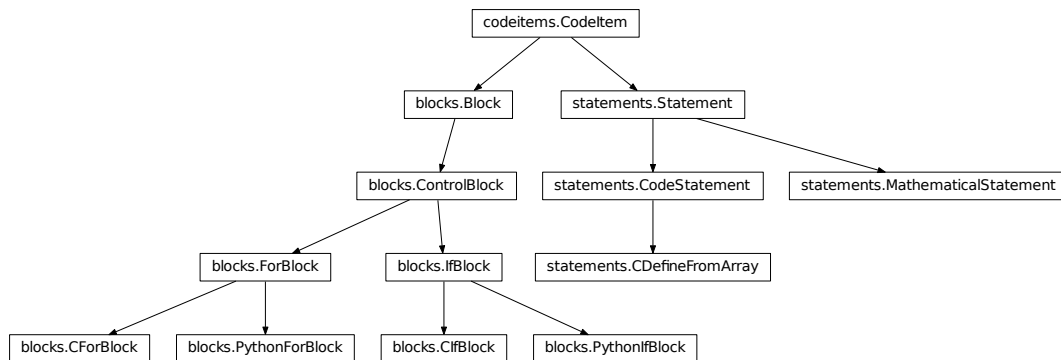 codeitems.CodeItem
blocks.Block
statements.Statement
blocks.ControlBlock
statements.CodeStatement
statements.MathematicalStatement
blocks.ForBlock
blocks.IfBlock
statements.CDefineFromArray
blocks.CForBlock
blocks.PythonForBlock
blocks.CIfBlock
blocks.PythonIfBlock